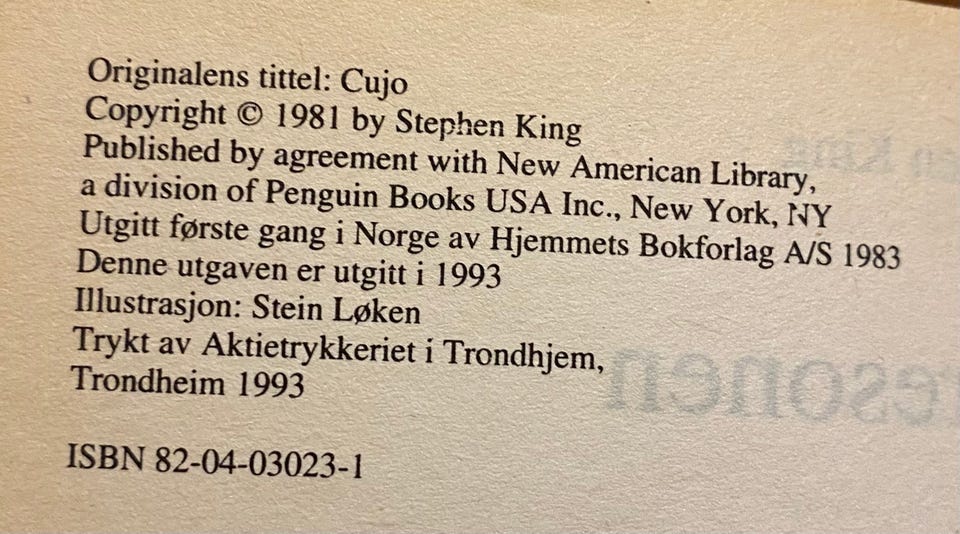 Originalens tittel: Cujo
Copyright © 1981 by Stephen King
Published by agreement with New American Library,
a division of Penguin Books USA Inc., New York, NY
Utgitt første gang i Norge av Hjemmets Bokforlag A/S 1983
Denne utgaven er utgitt i 1993
Illustrasjon: Stein Løken
Trykt av Aktietrykkeriet i Trondhjem,
Trondheim 1993
ISBN 82-04-03023-1